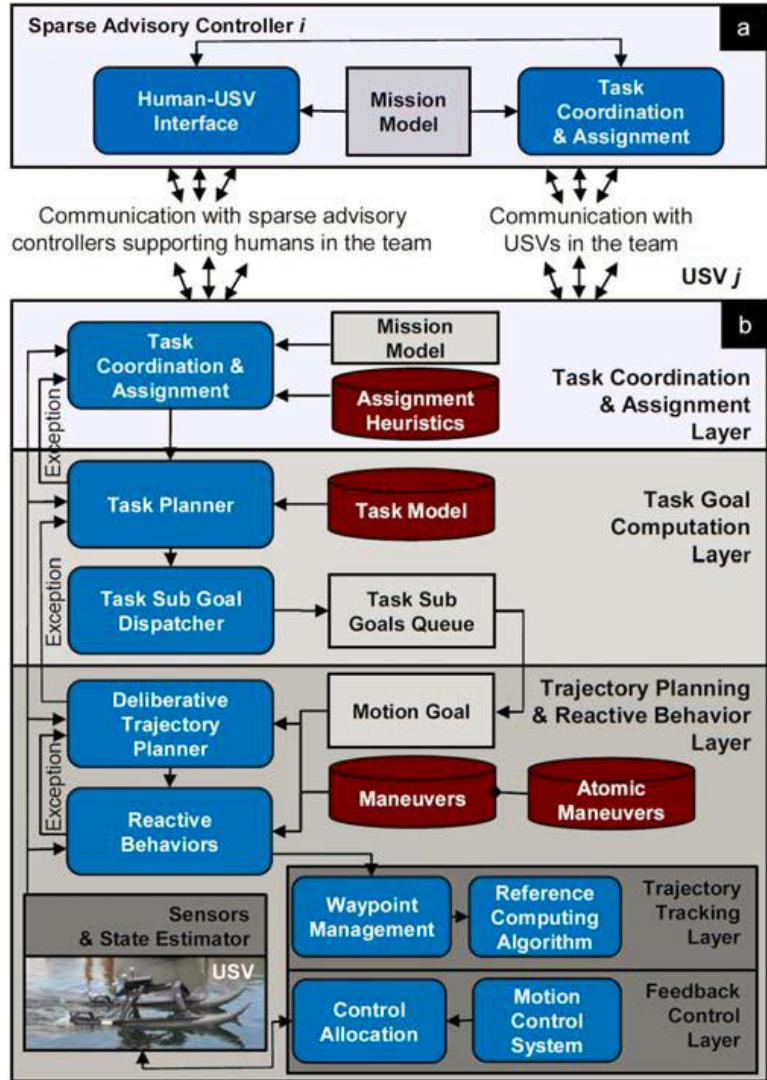 Sparse Advisory Controller i
a
Human-USV
Interface
Mission
Model
Task
Coordination
& Assignment
Communication with sparse advisory
controllers supporting humans in the team
Communication with
USVs in the team
USV j
b
Task
Coordination &
Assignment
Mission
Model
Assignment
Heuristics
Task Coordination
& Assignment
Layer
Exception
Task Planner
Task Model
Task Goal
Computation
Layer
Exception
Task Sub Goal
Dispatcher
Task Sub
Goals Queue
Deliberative
Trajectory
Planner
Motion Goal
Trajectory Planning
& Reactive Behavior
Layer
Exception
Reactive
Behaviors
Maneuvers
Atomic
Maneuvers
Sensors
& State Estimator
USV
Waypoint
Management
Reference
Computing
Algorithm
Trajectory
Tracking
Layer
Control
Allocation
Motion
Control
System
Feedback
Control
Layer